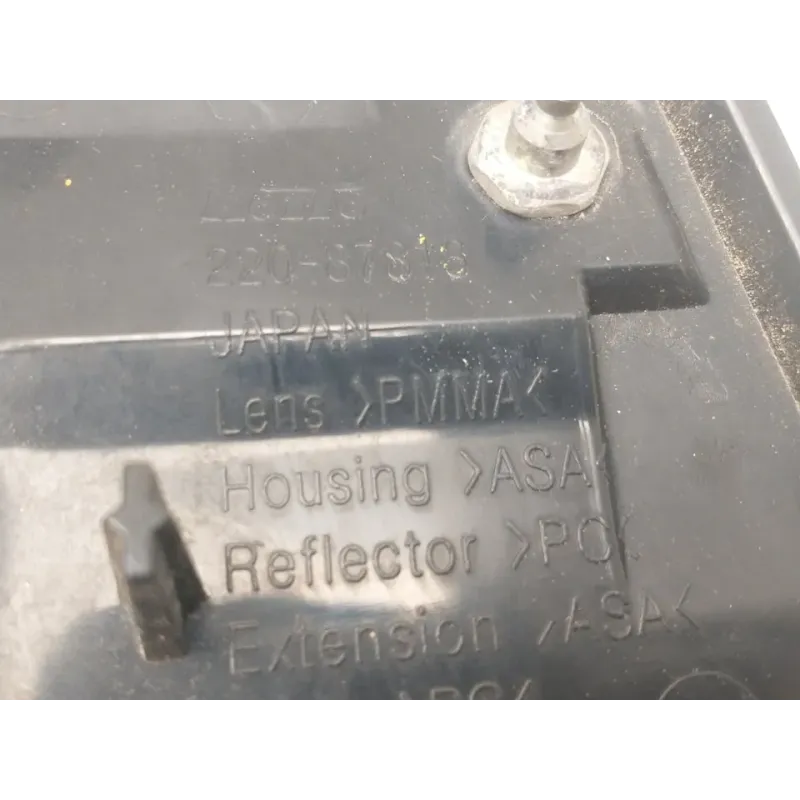 220-87818
JAPAN
Lens >PMMA<
Housing >ASA<
Reflector >PC<
Extension >ASA<